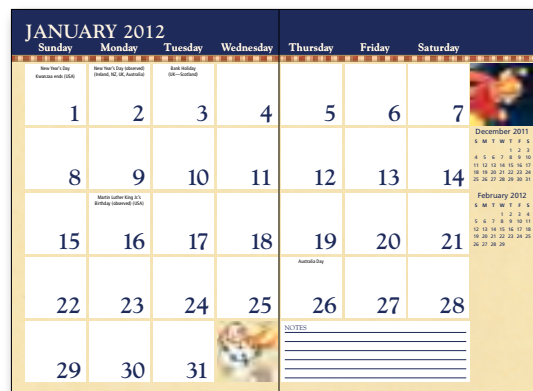 JANUARY 2012
Sunday Monday Tuesday Wednesday Thursday Friday Saturday
New Year's Day
Kwanzaa ends (USA)
New Year's Day (observed)
(Ireland, NZ, UK, Australia)
Bank Holiday
(UK—Scotland)
1 2 3 4 5 6 7
8 9 10 11 12 13 14
Martin Luther King Jr.'s
Birthday (observed) (USA)
15 16 17 18 19 20 21
Australia Day
22 23 24 25 26 27 28
29 30 31
NOTES
December 2011
S M T W T F S
1 2 3
4 5 6 7 8 9 10
11 12 13 14 15 16 17
18 19 20 21 22 23 24
25 26 27 28 29 30 31
February 2012
S M T W T F S
1 2 3 4
5 6 7 8 9 10 11
12 13 14 15 16 17 18
19 20 21 22 23 24 25
26 27 28 29